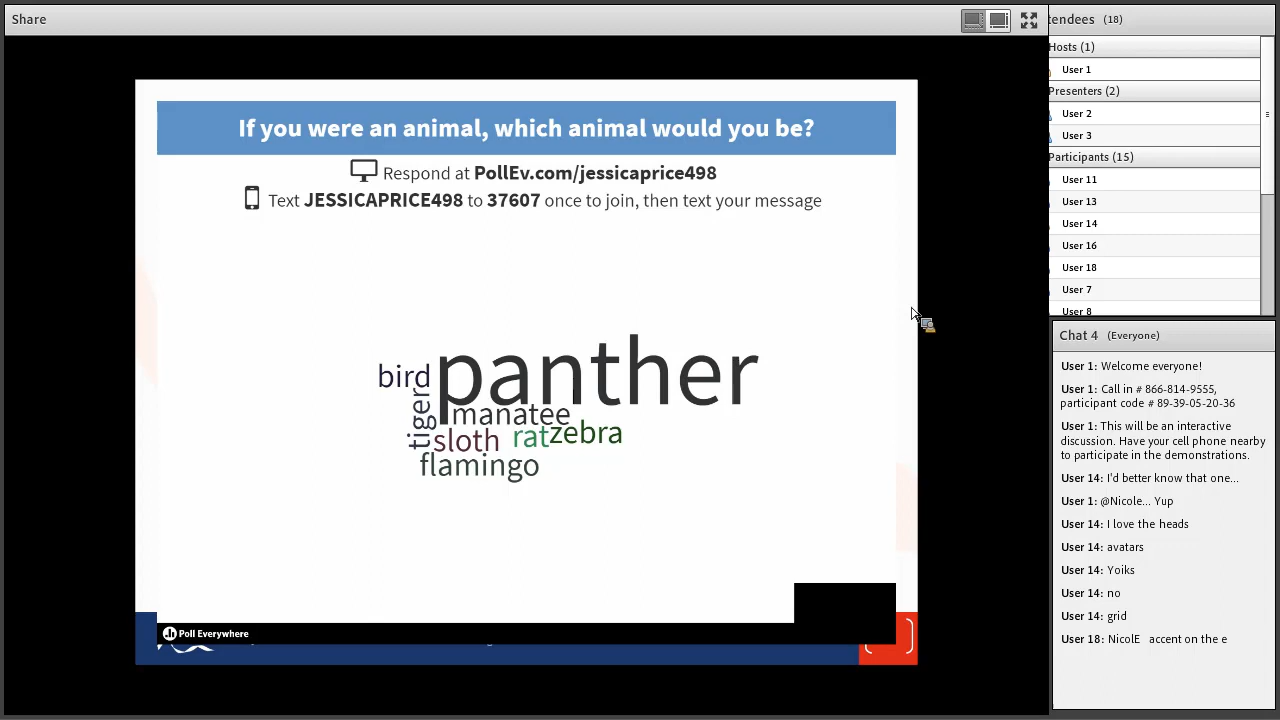 Share
If you were an animal, which animal would you be?
Respond at PollEv.com/jessicaprice498
Text JESSICAPRICE498 to 37607 once to join, then text your message
panther
bird
tiger
manatee
sloth
rat
zebra
flamingo
Poll Everywhere
tendees (18)
Hosts (1)
User 1
Presenters (2)
User 2
User 3
Participants (15)
User 11
User 13
User 14
User 16
User 18
User 7
User 8
Chat 4 (Everyone)
User 1: Welcome everyone!
User 1: Call in # 866-814-9555,
participant code # 89-39-05-20-36
User 1: This will be an interactive
discussion. Have your cell phone nearby
to participate in the demonstrations.
User 14: I'd better know that one...
User 1: @Nicole... Yup
User 14: I love the heads
User 14: avatars
User 14: Yoiks
User 14: no
User 14: grid
User 18: NicolE accent on the e